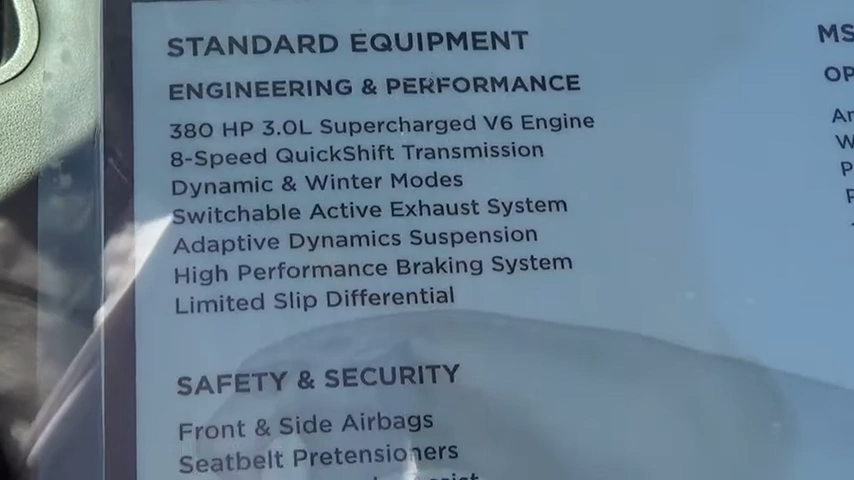 STANDARD EQUIPMENT
ENGINEERING & PERFORMANCE
380 HP 3.0L Supercharged V6 Engine
8-Speed QuickShift Transmission
Dynamic & Winter Modes
Switchable Active Exhaust System
Adaptive Dynamics Suspension
High Performance Braking System
Limited Slip Differential
SAFETY & SECURITY
Front & Side Airbags
Seatbelt Pretensioners
MS
OP